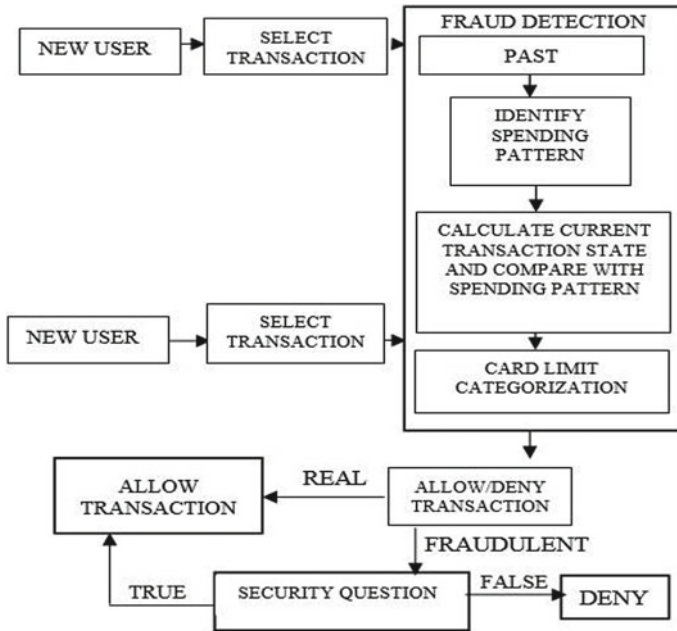 NEW USER
SELECT
TRANSACTION
FRAUD DETECTION
PAST
IDENTIFY
SPENDING
PATTERN
CALCULATE CURRENT
TRANSACTION STATE
AND COMPARE WITH
SPENDING PATTERN
NEW USER
SELECT
TRANSACTION
CARD LIMIT
CATEGORIZATION
ALLOW
TRANSACTION
REAL
ALLOW/DENY
TRANSACTION
FRAUDULENT
TRUE
SECURITY QUESTION
FALSE
DENY